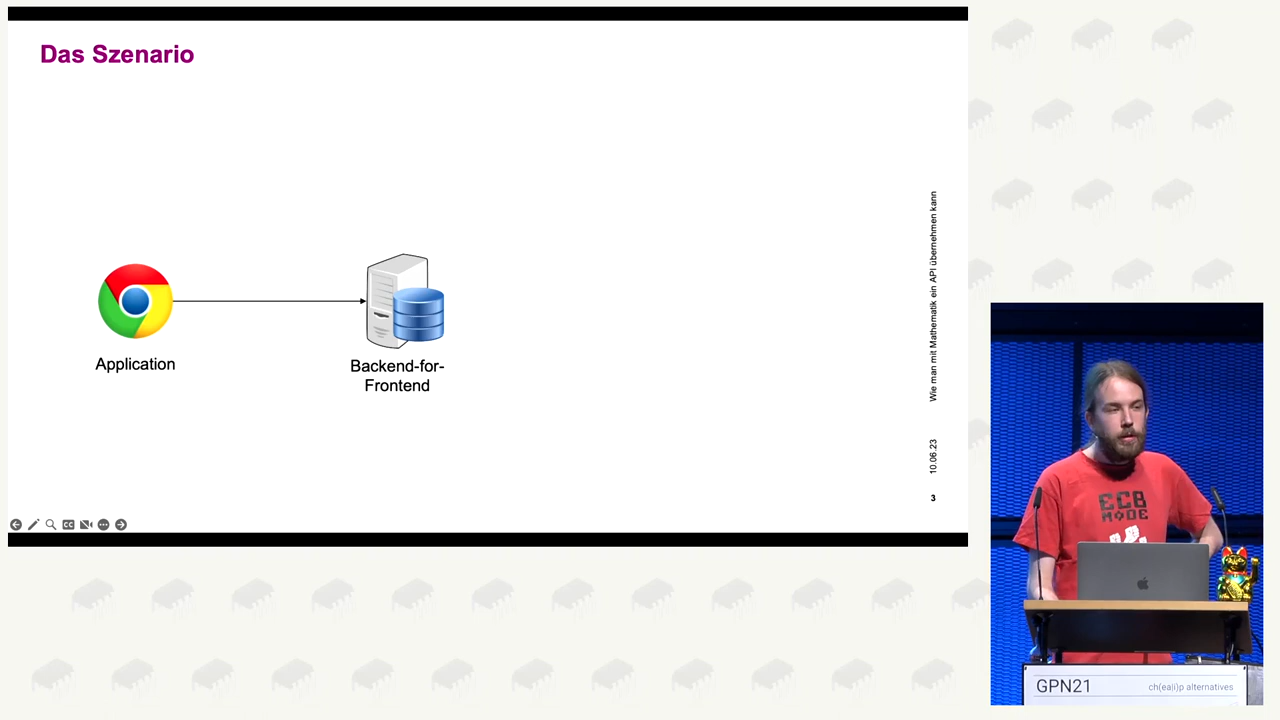 Das Szenario
Application
Backend-for-
Frontend
Wie man mit Mathematik ein API übernehmen kann
10.06.23
3
CC
ECB
MODE
GPN21
ch(ea|i)p alternatives